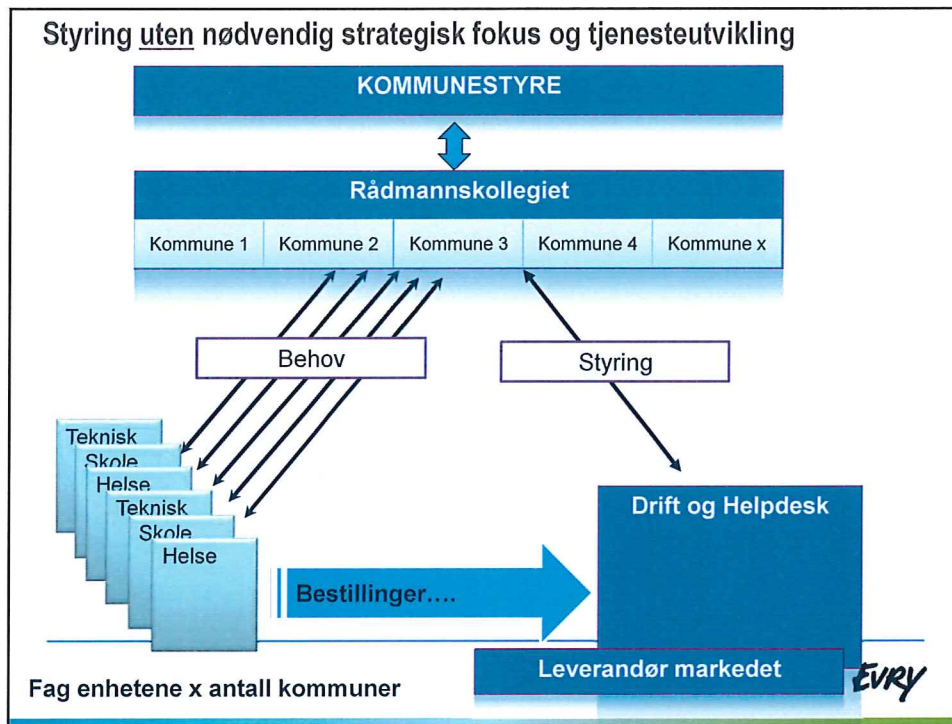 Styring uten nødvendig strategisk fokus og tjenesteutvikling
KOMMUNESTYRE
Rådmannskollegiet
Kommune 1
Kommune 2
Kommune 3
Kommune 4
Kommune x
Behov
Styring
Teknisk
Skole
Helse
Teknisk
Skole
Helse
Drift og Helpdesk
Bestillinger....
Leverandør markedet
Fag enhetene x antall kommuner
EVRY